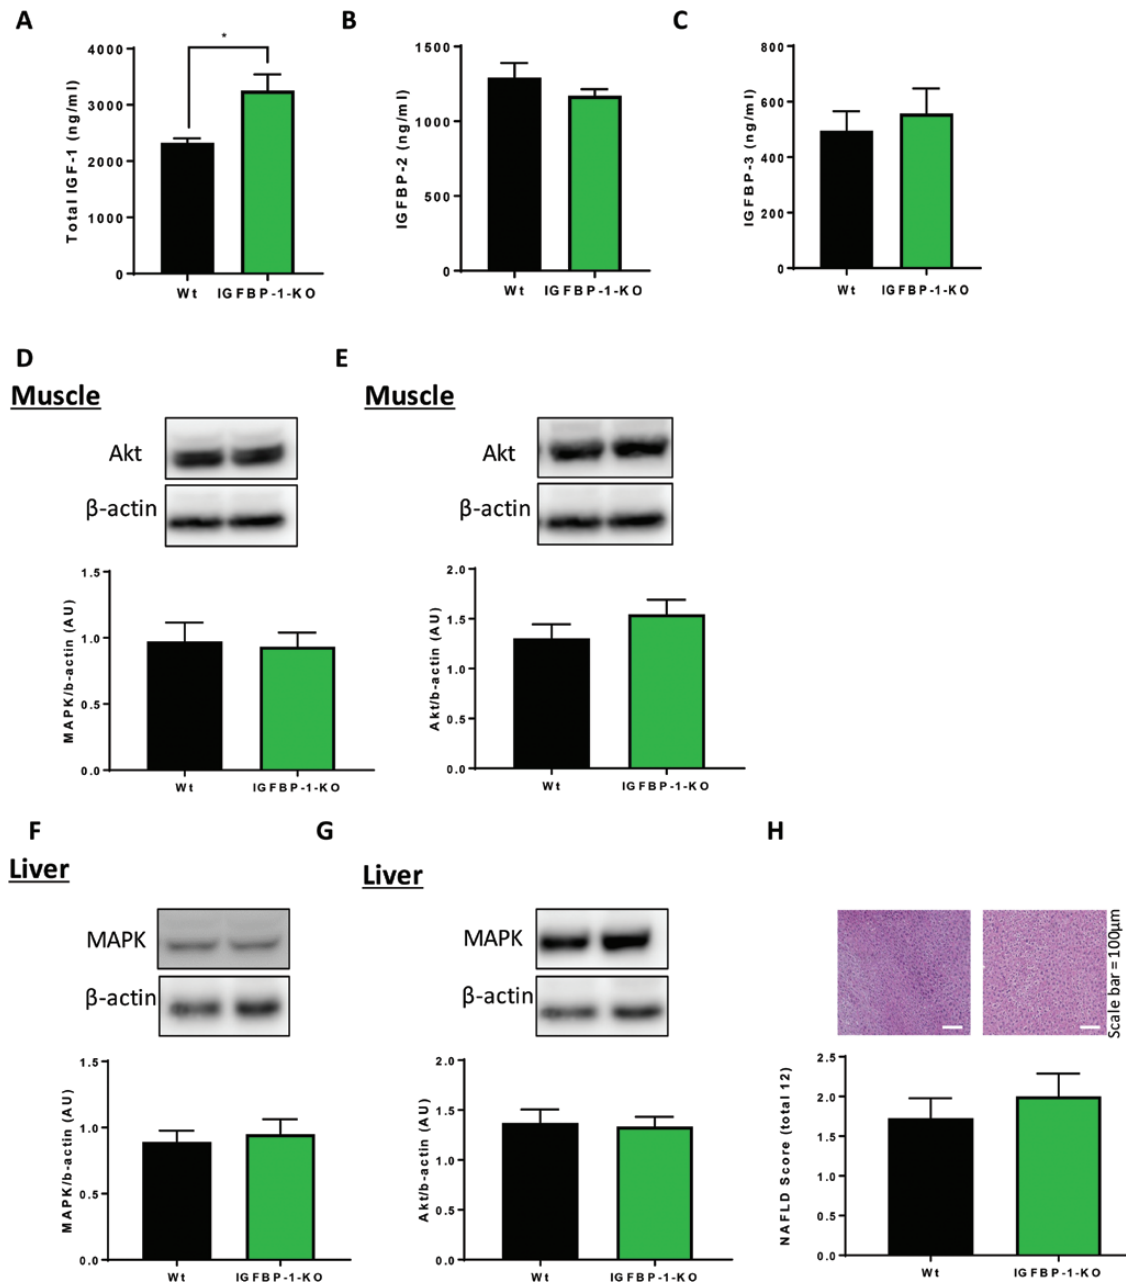 A
Total IGF-1 (ng/ml)
4000
3000
2000
1000
0
*
Wt IGFBP-1-KO
B
IGFBP-2 (ng/ml)
1500
1000
500
0
Wt IGFBP-1-KO
C
IGFBP-3 (ng/ml)
800
600
400
200
0
Wt IGFBP-1-KO
D
Muscle
Akt
β-actin
MAPK/b-actin (AU)
1.5
1.0
0.5
0.0
Wt IGFBP-1-KO
E
Muscle
Akt
β-actin
Akt/b-actin (AU)
2.0
1.5
1.0
0.5
0.0
Wt IGFBP-1-KO
F
Liver
MAPK
β-actin
MAPK/b-actin (AU)
1.5
1.0
0.5
0.0
Wt IGFBP-1-KO
G
Liver
MAPK
β-actin
Akt/b-actin (AU)
2.0
1.5
1.0
0.5
0.0
Wt IGFBP-1-KO
H
Scale bar = 100μm
NAFLD Score (total 12)
2.5
2.0
1.5
1.0
0.5
0.0
Wt IGFBP-1-KO